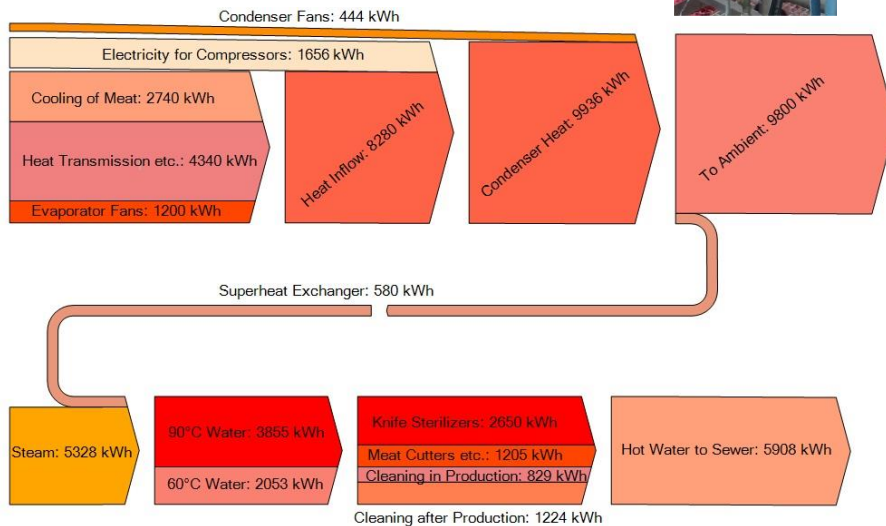 Condenser Fans: 444 kWh
Electricity for Compressors: 1656 kWh
Cooling of Meat: 2740 kWh
Heat Transmission etc.: 4340 kWh
Evaporator Fans: 1200 kWh
Heat Inflow: 8280 kWh
Condenser Heat: 9936 kWh
To Ambient: 9800 kWh
Superheat Exchanger: 580 kWh
Steam: 5328 kWh
90°C Water: 3855 kWh
60°C Water: 2053 kWh
Knife Sterilizers: 2650 kWh
Meat Cutters etc.: 1205 kWh
Cleaning in Production: 829 kWh
Cleaning after Production: 1224 kWh
Hot Water to Sewer: 5908 kWh